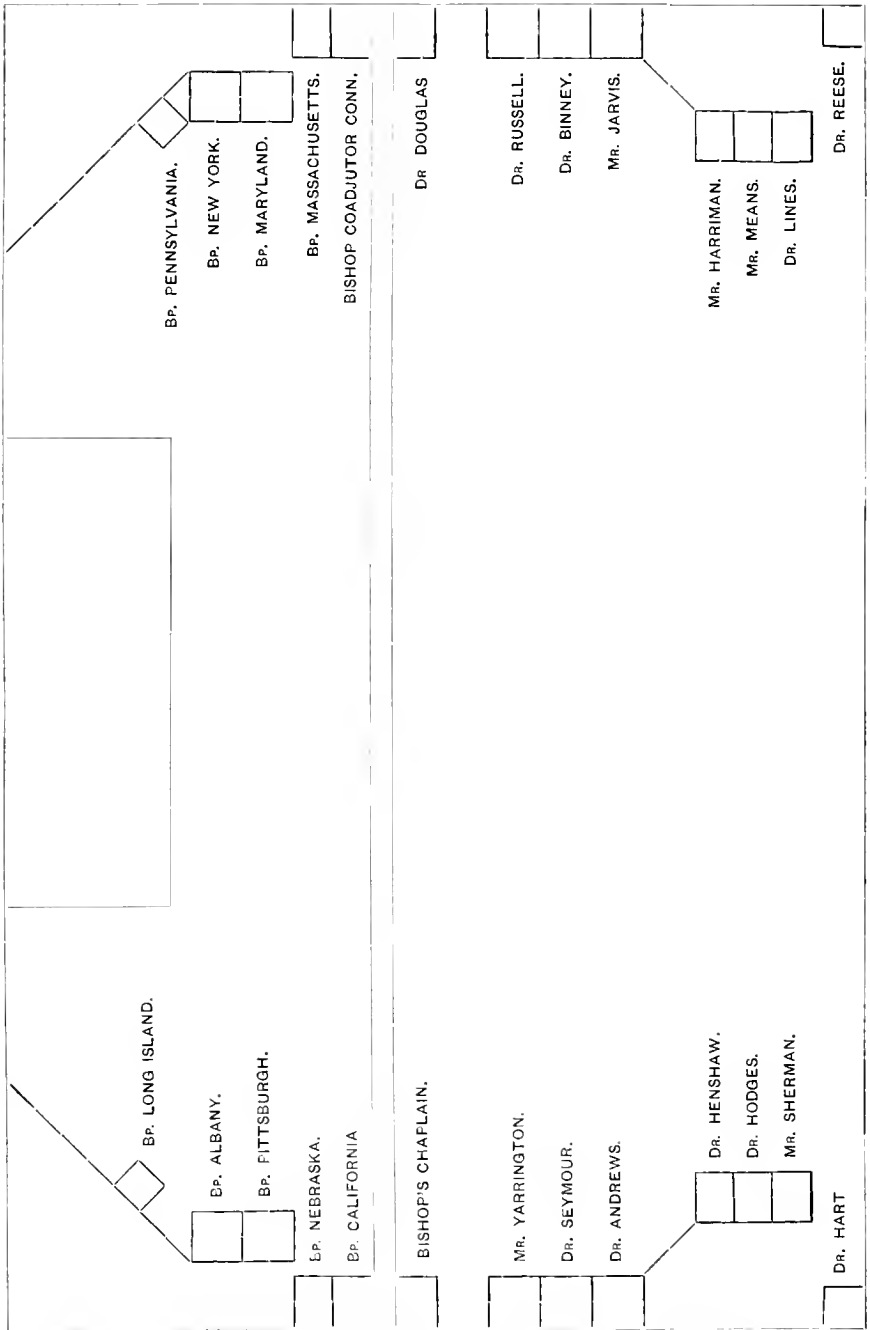 BP. LONG ISLAND.
BP. ALBANY.
BP. PITTSBURGH.
BP. NEBRASKA.
BP. CALIFORNIA
BISHOP'S CHAPLAIN.
MR. YARRINGTON.
DR. SEYMOUR.
DR. ANDREWS.
DR. HENSHAW.
DR. HODGES.
MR. SHERMAN.
DR. HART
BP. PENNSYLVANIA.
BP. NEW YORK.
BP. MARYLAND.
BP. MASSACHUSETTS.
BISHOP COADJUTOR CONN.
DR DOUGLAS
DR. RUSSELL.
DR. BINNEY.
MR. JARVIS.
MR. HARRIMAN.
MR. MEANS.
DR. LINES.
DR. REESE.